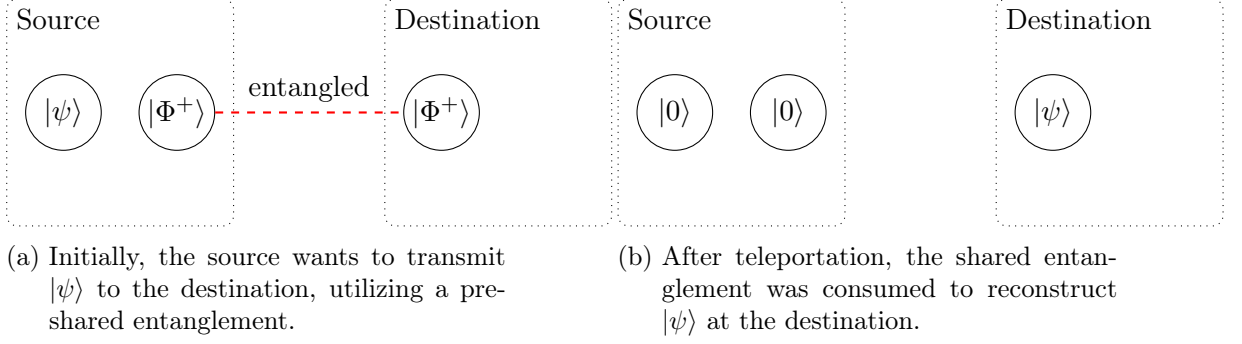 Source
Destination
|ψ⟩
|Φ⁺⟩
entangled
|Φ⁺⟩
(a) Initially, the source wants to transmit
|ψ⟩ to the destination, utilizing a pre-
shared entanglement.
Source
Destination
|0⟩
|0⟩
|ψ⟩
(b) After teleportation, the shared entan-
glement was consumed to reconstruct
|ψ⟩ at the destination.